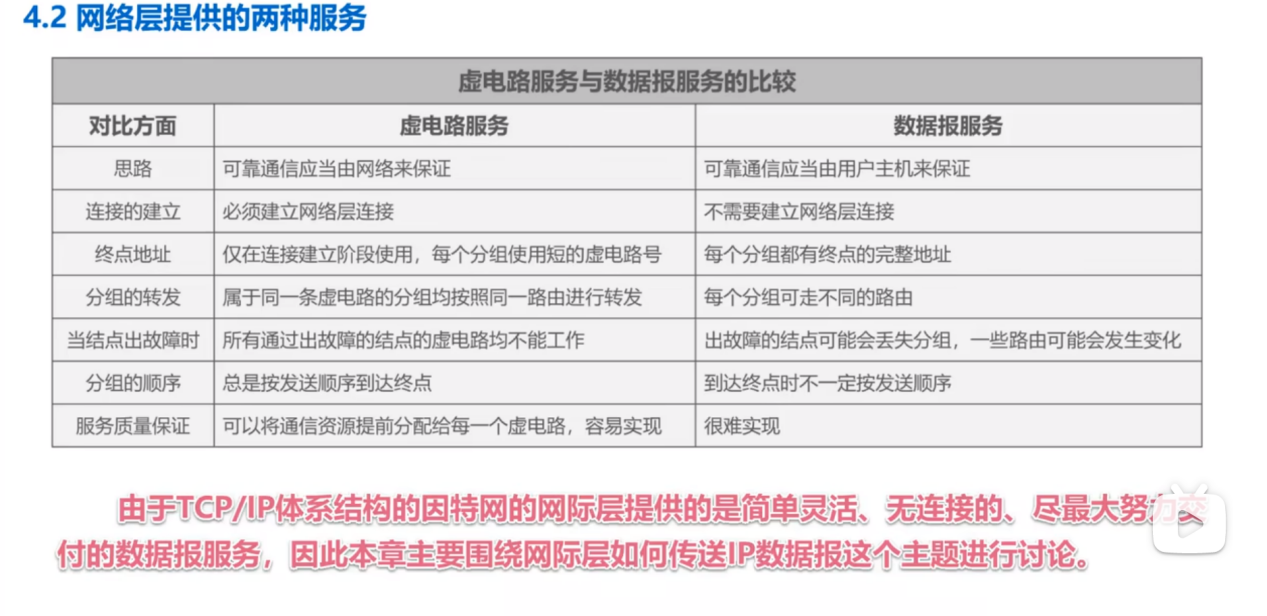 4.2 网络层提供的两种服务
虚电路服务与数据报服务的比较
对比方面 虚电路服务 数据报服务
思路 可靠通信应当由网络来保证 可靠通信应当由用户主机来保证
连接的建立 必须建立网络层连接 不需要建立网络层连接
终点地址 仅在连接建立阶段使用，每个分组使用短的虚电路号 每个分组都有终点的完整地址
分组的转发 属于同一条虚电路的分组均按照同一路由进行转发 每个分组可走不同的路由
当结点出故障时 所有通过出故障的结点的虚电路均不能工作 出故障的结点可能会丢失分组，一些路由可能会发生变化
分组的顺序 总是按发送顺序到达终点 到达终点时不一定按发送顺序
服务质量保证 可以将通信资源提前分配给每一个虚电路，容易实现 很难实现
由于TCP/IP体系结构的因特网的网际层提供的是简单灵活、无连接的、尽最大努力交
付的数据报服务，因此本章主要围绕网际层如何传送IP数据报这个主题进行讨论。